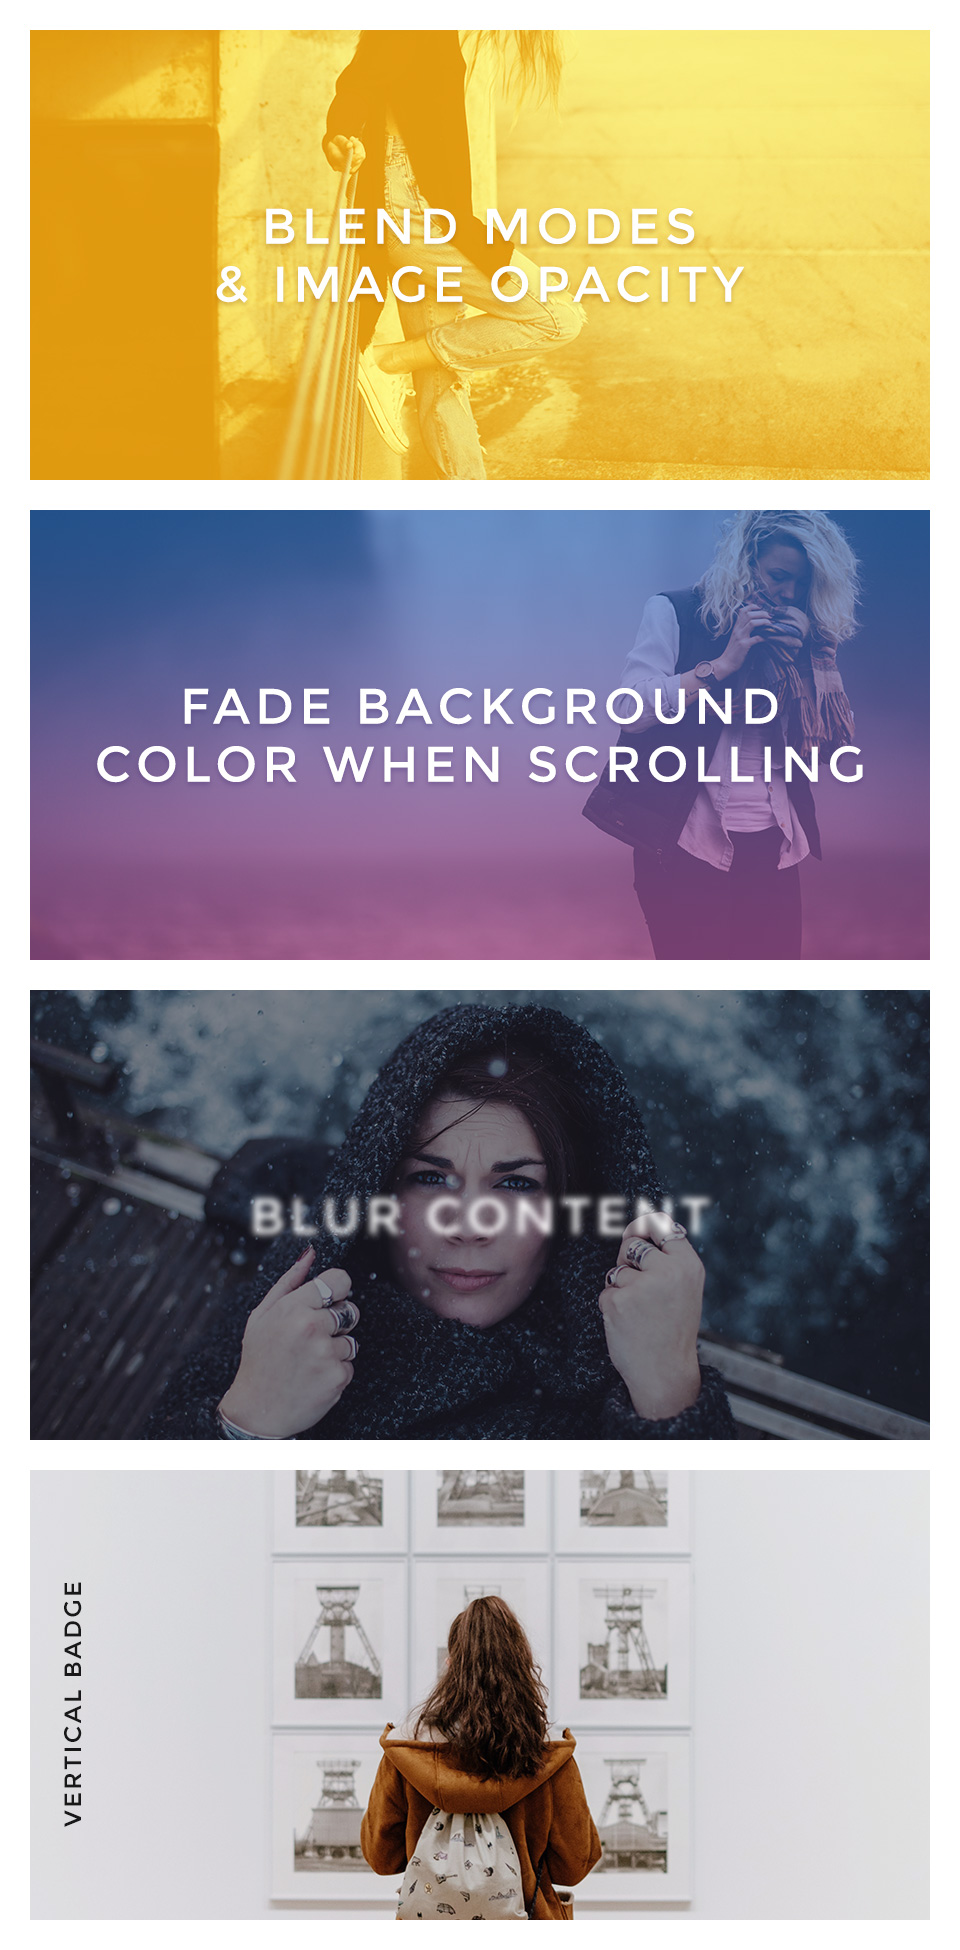 BLEND MODES
& IMAGE OPACITY
FADE BACKGROUND
COLOR WHEN SCROLLING
BLUR CONTENT
VERTICAL BADGE